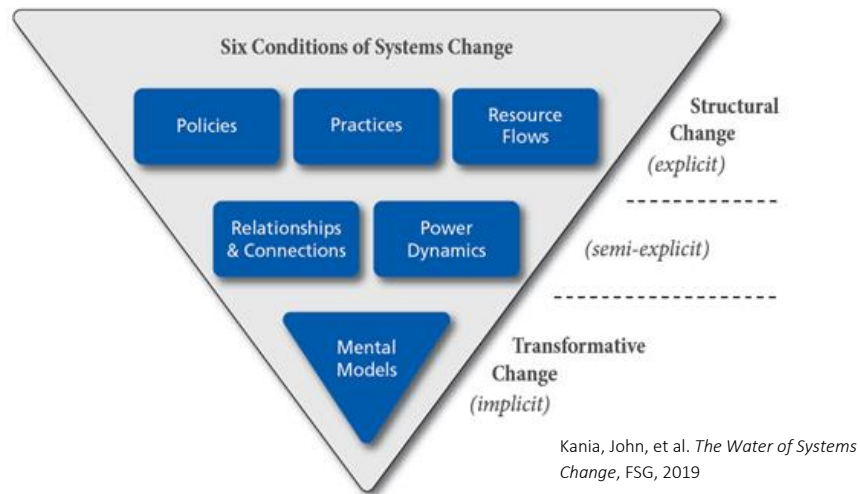 Six Conditions of Systems Change
Policies
Practices
Resource
Flows
Structural
Change
(explicit)
Relationships
& Connections
Power
Dynamics
(semi-explicit)
Mental
Models
Transformative
Change
(implicit)
Kania, John, et al. The Water of Systems
Change, FSG, 2019